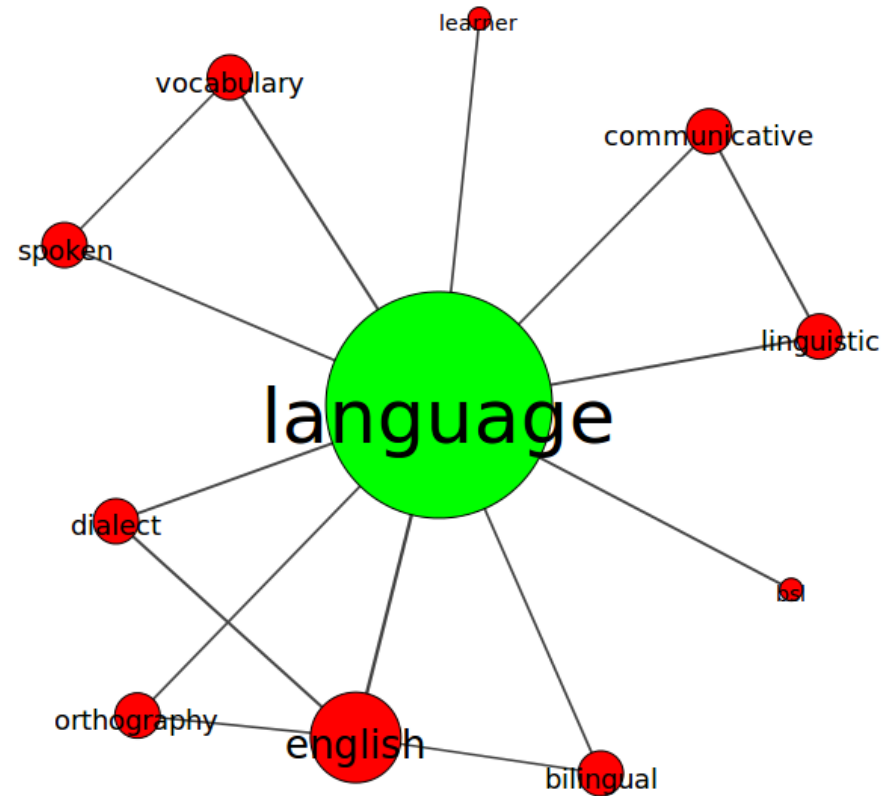 learner
vocabulary
communicative
spoken
linguistic
language
dialect
bsl
orthography
english
bilingual